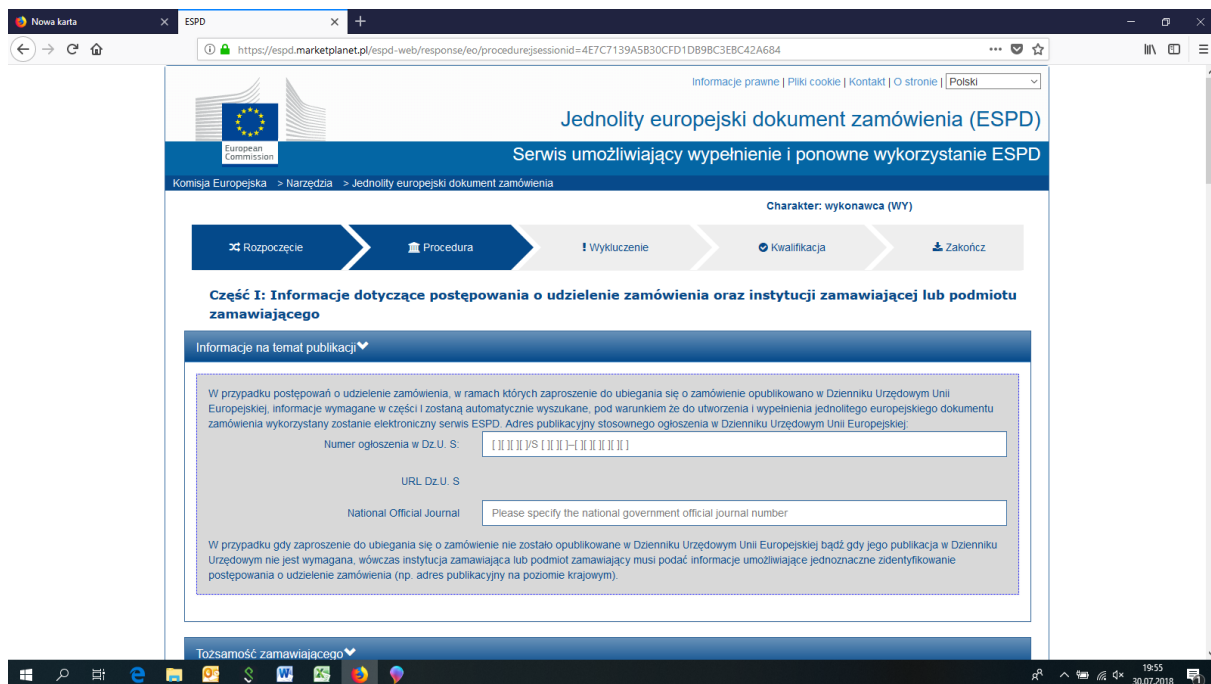 Nowa karta
ESPD
https://espd.marketplanet.pl/espd-web/response/eo/procedure;jsessionid=4E7C7139A5B30CFD1DB9BC3EBC42A684
Informacje prawne | Pliki cookie | Kontakt | O stronie | Polski
Jednolity europejski dokument zamówienia (ESPD)
European
Commission
Serwis umożliwiający wypełnienie i ponowne wykorzystanie ESPD
Komisja Europejska > Narzędzia > Jednolity europejski dokument zamówienia
Charakter: wykonawca (WY)
Rozpoczęcie
Procedura
Wykluczenie
Kwalifikacja
Zakończ
Część I: Informacje dotyczące postępowania o udzielenie zamówienia oraz instytucji zamawiającej lub podmiotu
zamawiającego
Informacje na temat publikacji
W przypadku postępowań o udzielenie zamówienia, w ramach których zaproszenie do ubiegania się o zamówienie opublikowano w Dzienniku Urzędowym Unii
Europejskiej, informacje wymagane w części I zostaną automatycznie wyszukane, pod warunkiem że do utworzenia i wypełnienia jednolitego europejskiego dokumentu
zamówienia wykorzystany zostanie elektroniczny serwis ESPD. Adres publikacyjny stosownego ogłoszenia w Dzienniku Urzędowym Unii Europejskiej:
Numer ogłoszenia w Dz.U. S:
[ ][ ][ ][ ]/S [ ][ ][ ]–[ ][ ][ ][ ][ ][ ][ ]
URL Dz.U. S
National Official Journal
Please specify the national government official journal number
W przypadku gdy zaproszenie do ubiegania się o zamówienie nie zostało opublikowane w Dzienniku Urzędowym Unii Europejskiej bądź gdy jego publikacja w Dzienniku
Urzędowym nie jest wymagana, wówczas instytucja zamawiająca lub podmiot zamawiający musi podać informacje umożliwiające jednoznaczne zidentyfikowanie
postępowania o udzielenie zamówienia (np. adres publikacyjny na poziomie krajowym).
Tożsamość zamawiającego
19:55
30.07.2018